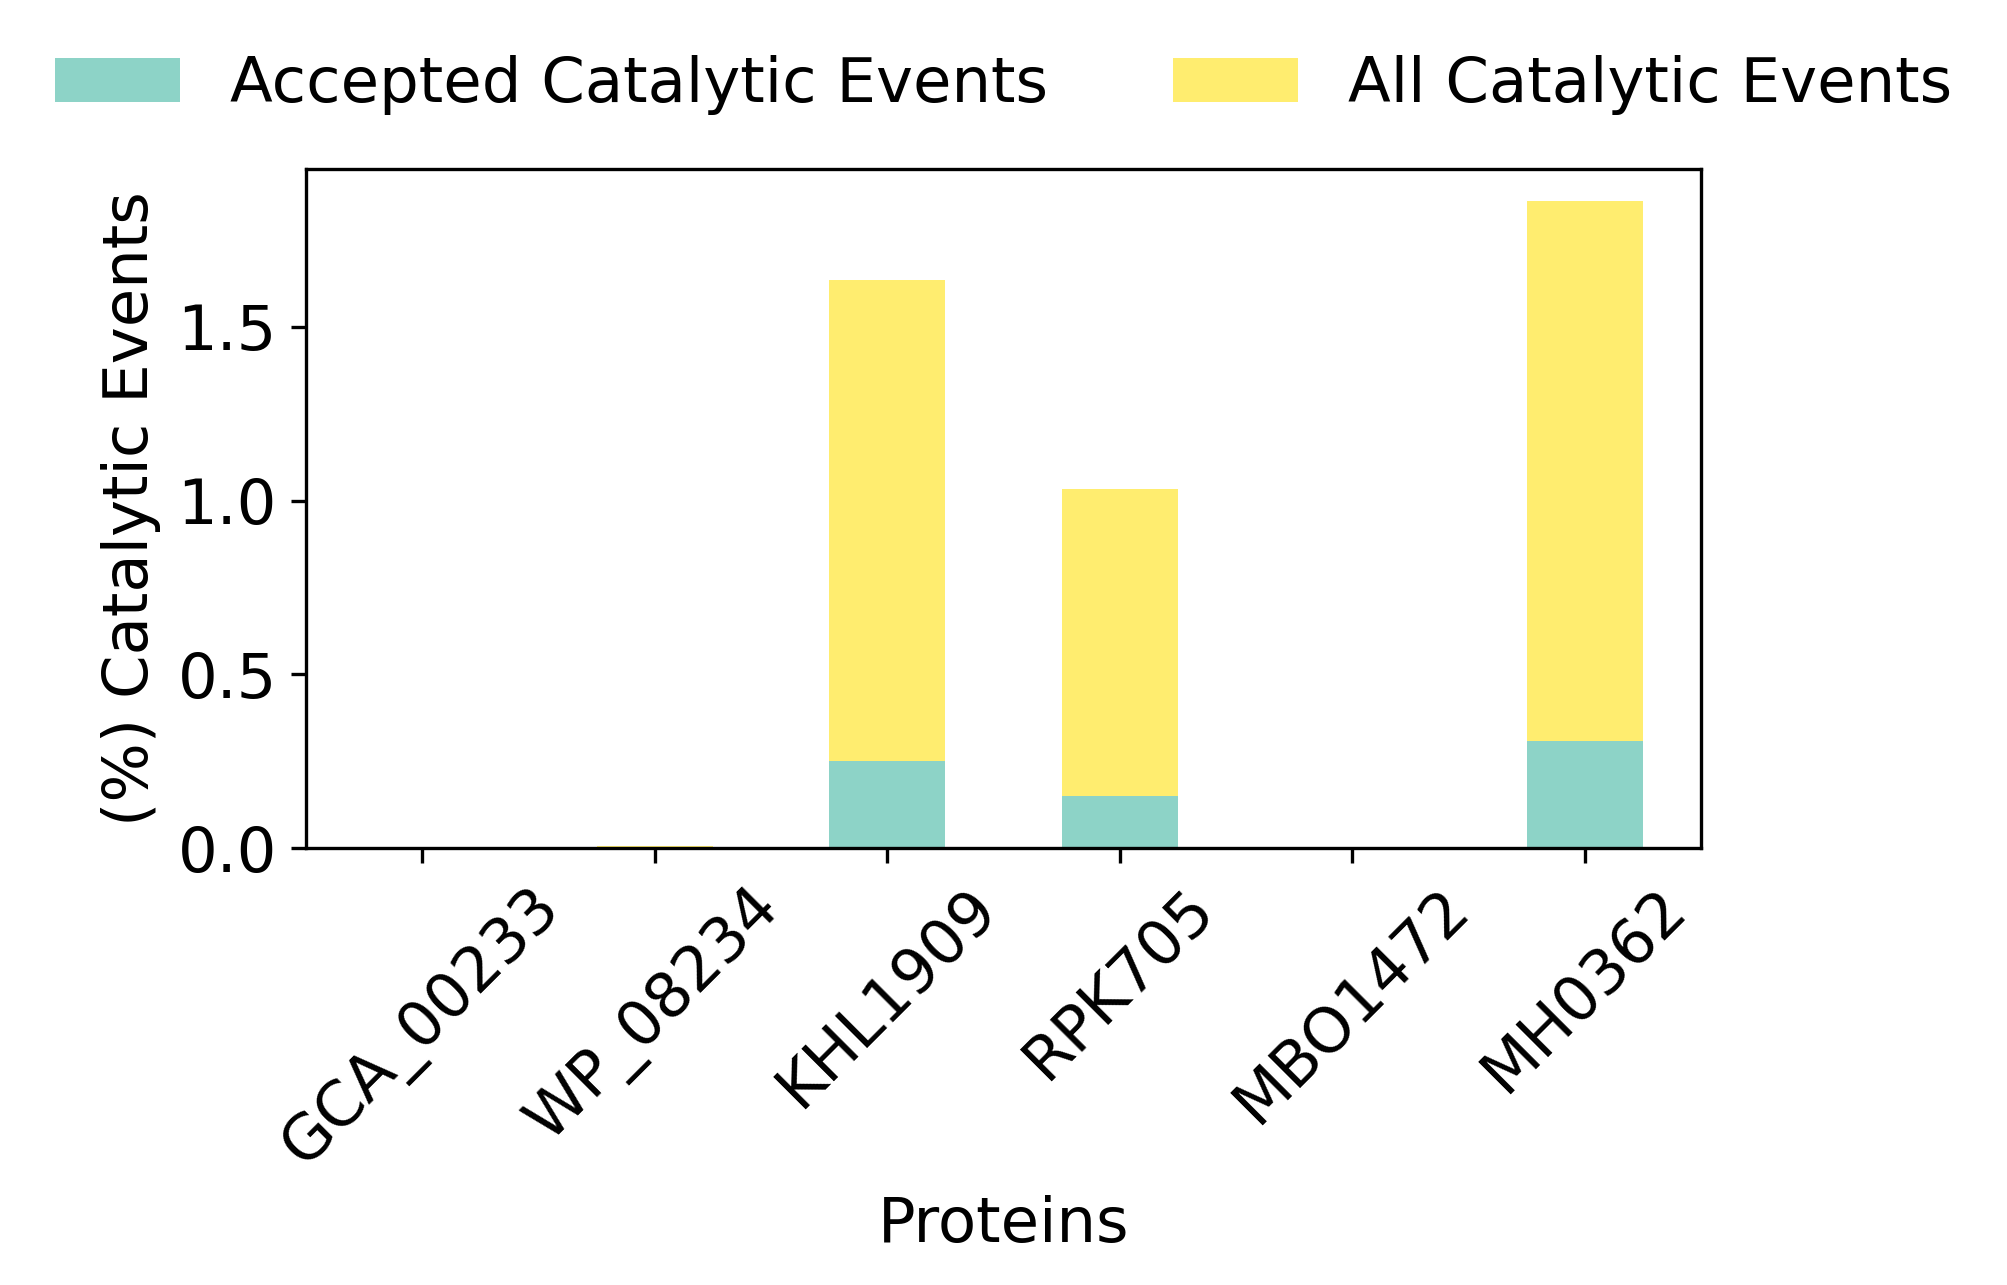 Accepted Catalytic Events All Catalytic Events
(%) Catalytic Events
1.5
1.0
0.5
0.0
GCA_00233 WP_08234 KHL1909 RPK705 MBO1472 MH0362
Proteins